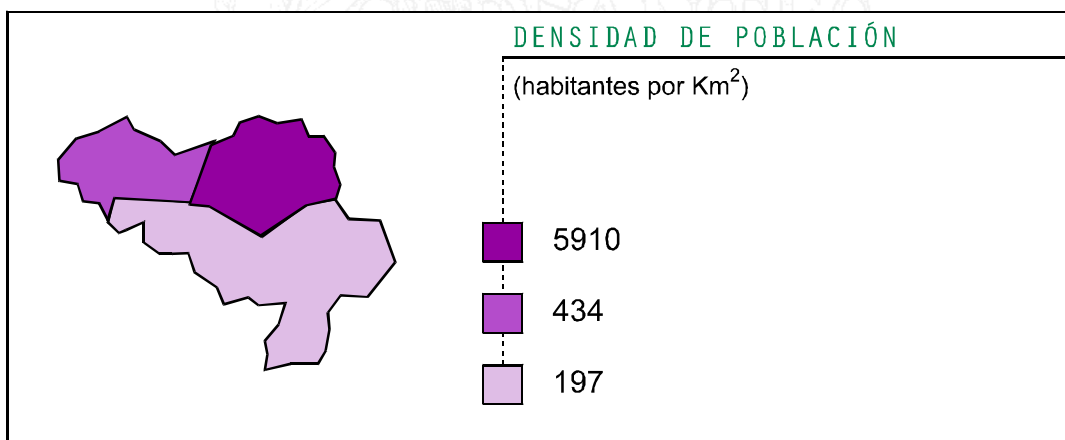 DENSIDAD DE POBLACIÓN
(habitantes por Km²)
5910
434
197